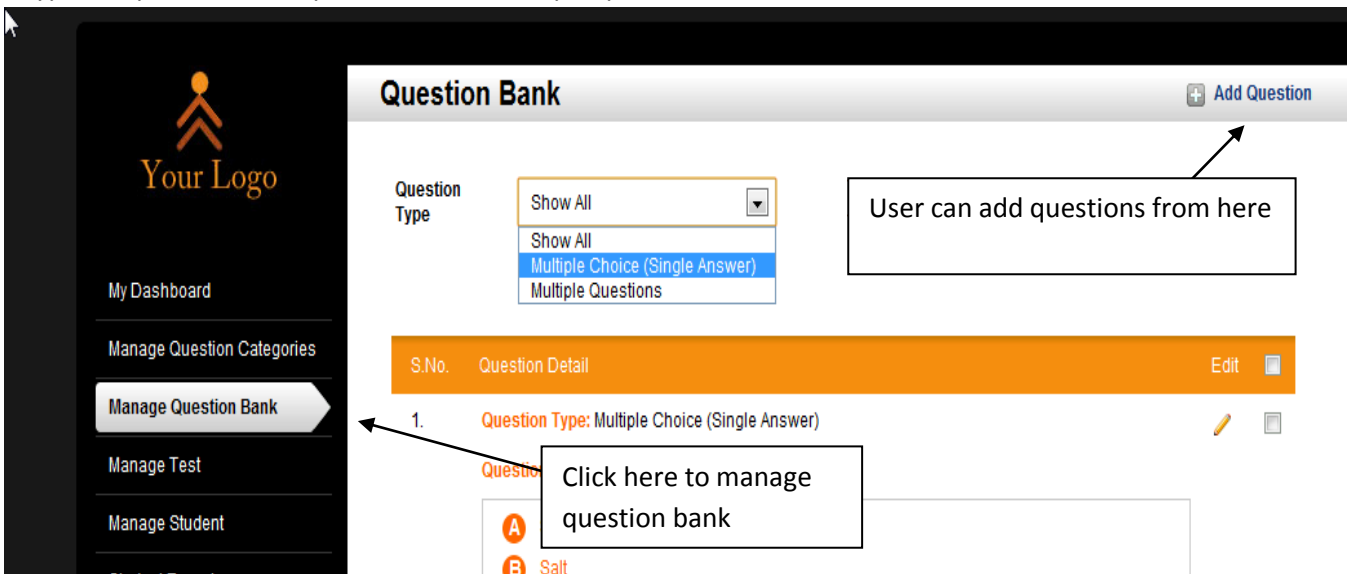 Question Bank
Add Question
Your Logo
Question
Type
Show All
User can add questions from here
Show All
Multiple Choice (Single Answer)
Multiple Questions
My Dashboard
Manage Question Categories
S.No. Question Detail Edit
Manage Question Bank
1. Question Type: Multiple Choice (Single Answer)
Manage Test
Click here to manage
question bank
Manage Student
A
B Salt